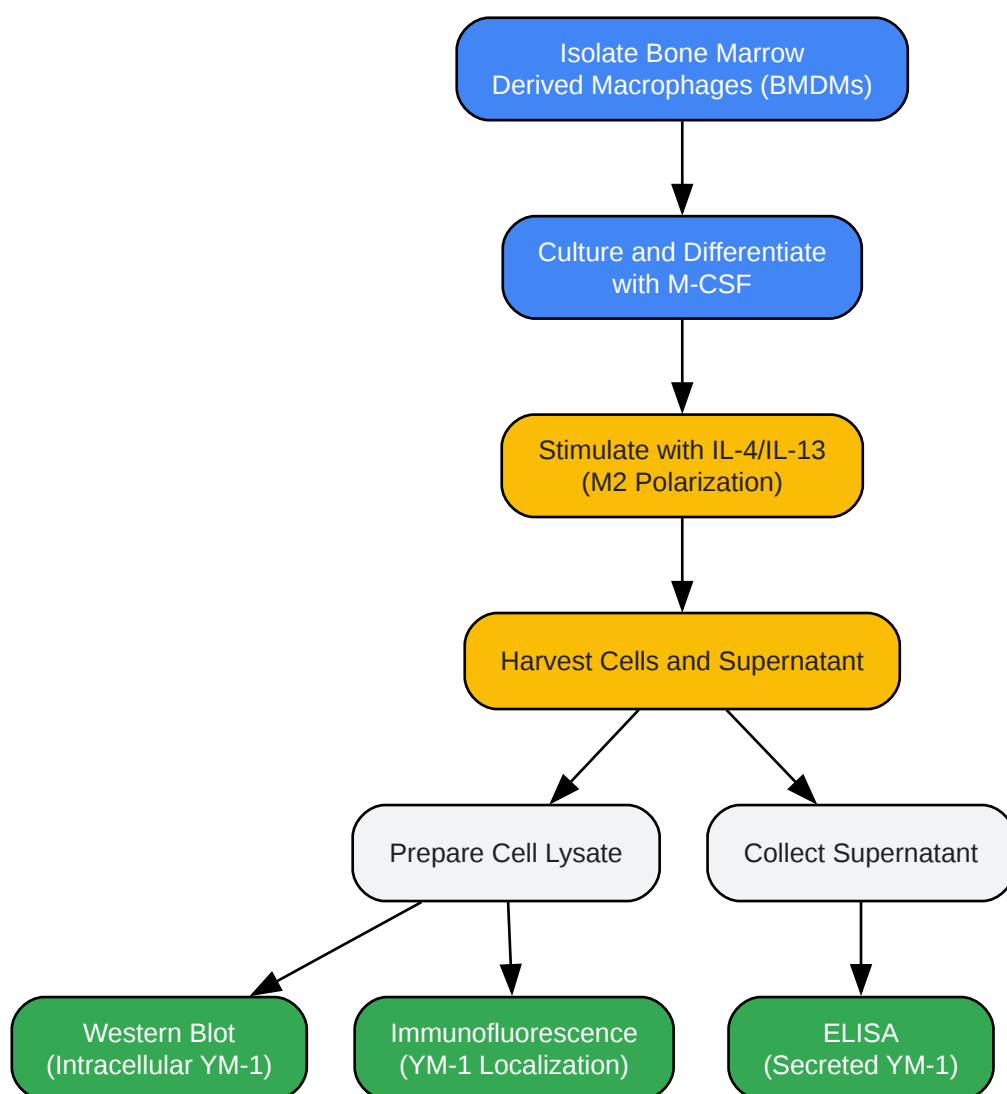 Isolate Bone Marrow
Derived Macrophages (BMDMs)
Culture and Differentiate
with M-CSF
Stimulate with IL-4/IL-13
(M2 Polarization)
Harvest Cells and Supernatant
Prepare Cell Lysate
Collect Supernatant
Western Blot
(Intracellular YM-1)
Immunofluorescence
(YM-1 Localization)
ELISA
(Secreted YM-1)